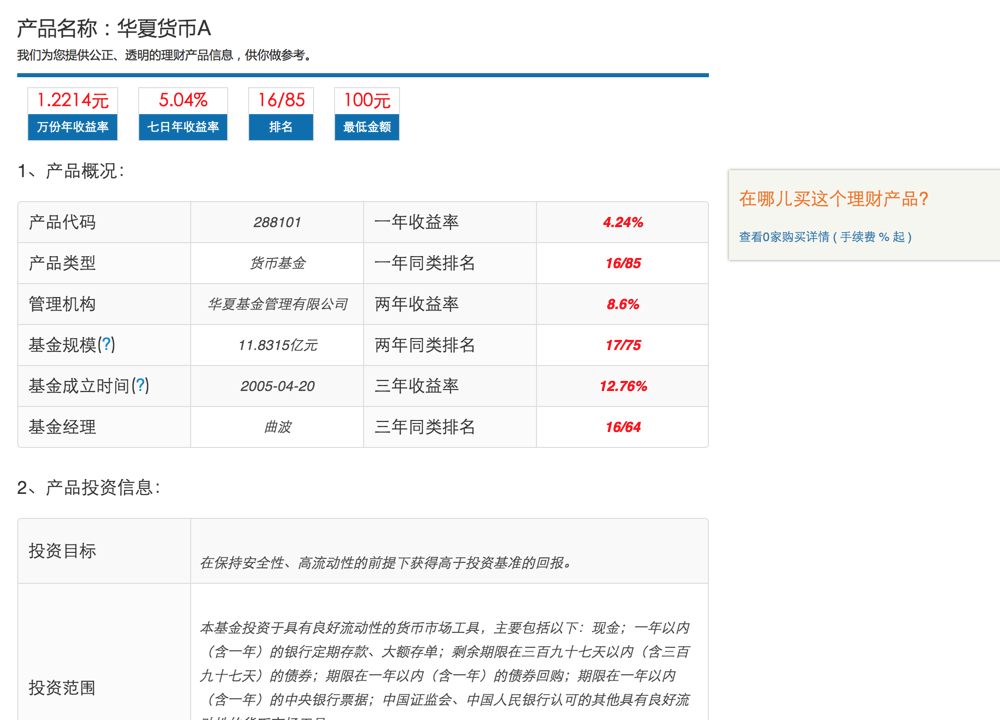 产品名称：华夏货币A
我们为您提供公正、透明的理财产品信息，供你做参考。
1.2214元
万份年收益率
5.04%
七日年收益率
16/85
排名
100元
最低金额
1、产品概况：
产品代码 288101 一年收益率 4.24%
产品类型 货币基金 一年同类排名 16/85
管理机构 华夏基金管理有限公司 两年收益率 8.6%
基金规模(?) 11.8315亿元 两年同类排名 17/75
基金成立时间(?) 2005-04-20 三年收益率 12.76%
基金经理 曲波 三年同类排名 16/64
在哪儿买这个理财产品?
查看0家购买详情 ( 手续费 % 起 )
2、产品投资信息：
投资目标
在保持安全性、高流动性的前提下获得高于投资基准的回报。
投资范围
本基金投资于具有良好流动性的货币市场工具，主要包括以下：现金；一年以内
（含一年）的银行定期存款、大额存单；剩余期限在三百九十七天以内（含三百
九十七天）的债券；期限在一年以内（含一年）的债券回购；期限在一年以内
（含一年）的中央银行票据；中国证监会、中国人民银行认可的其他具有良好流